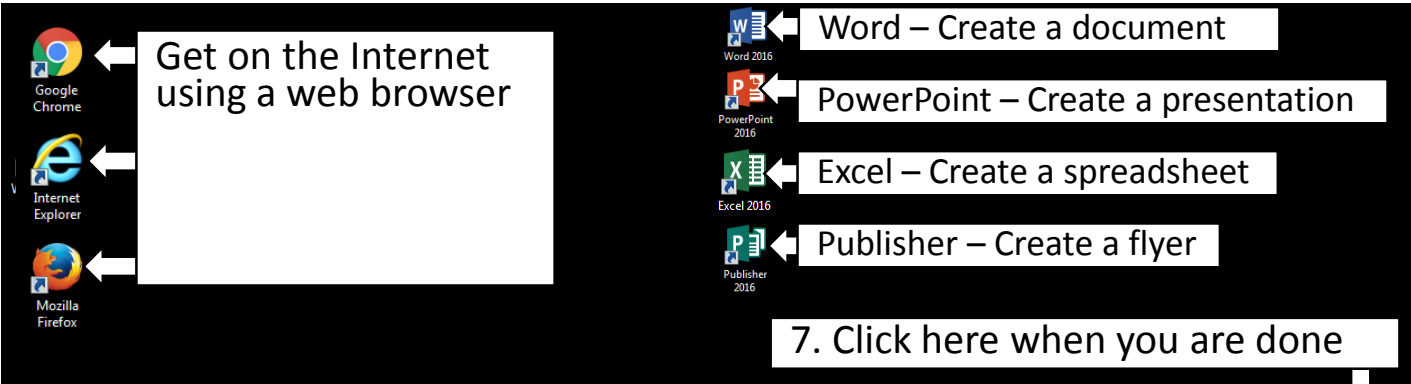 Google
Chrome
Get on the Internet
using a web browser
Internet
Explorer
Mozilla
Firefox
Word 2016
Word – Create a document
PowerPoint
2016
PowerPoint – Create a presentation
Excel 2016
Excel – Create a spreadsheet
Publisher
2016
Publisher – Create a flyer
7. Click here when you are done